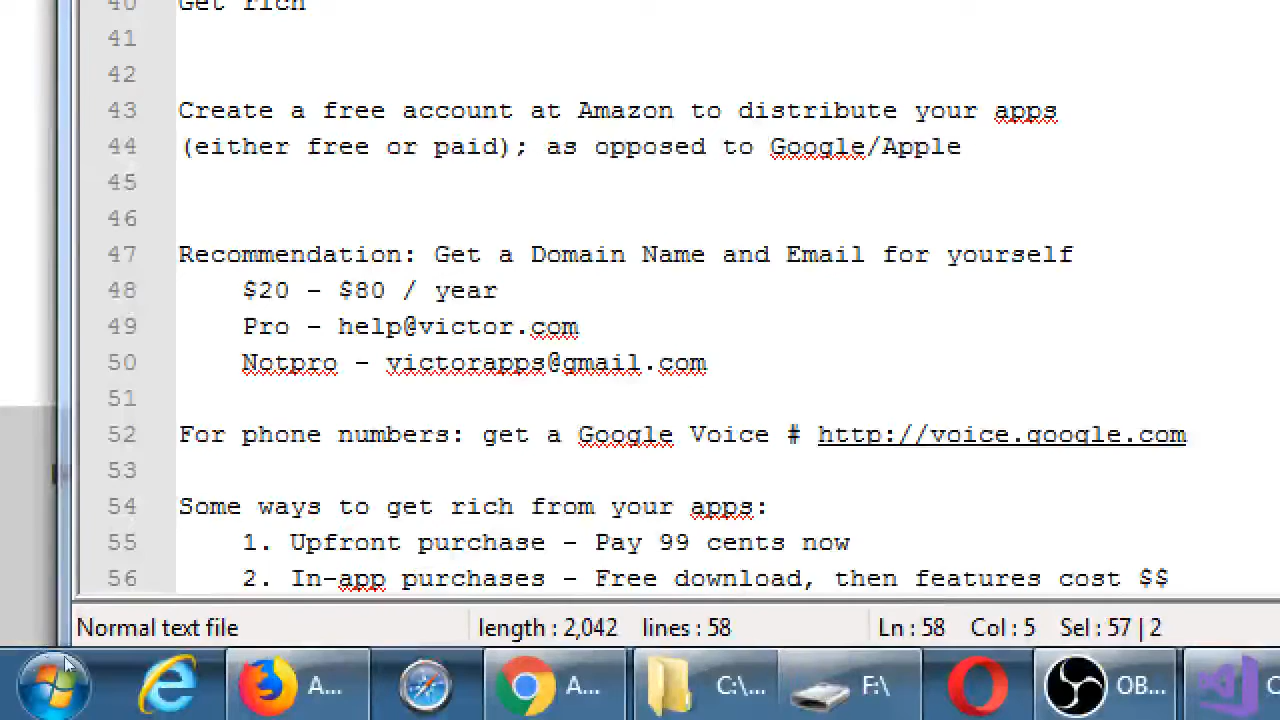 40 Get rich
41
42
43 Create a free account at Amazon to distribute your apps
44 (either free or paid); as opposed to Google/Apple
45
46
47 Recommendation: Get a Domain Name and Email for yourself
48 $20 - $80 / year
49 Pro - help@victor.com
50 Notpro - victorapps@gmail.com
51
52 For phone numbers: get a Google Voice # http://voice.google.com
53
54 Some ways to get rich from your apps:
55 1. Upfront purchase - Pay 99 cents now
56 2. In-app purchases - Free download, then features cost $$
Normal text file length : 2,042 lines : 58 Ln : 58 Col : 5 Sel : 57 | 2
A... A... C:\... F:\ OB...